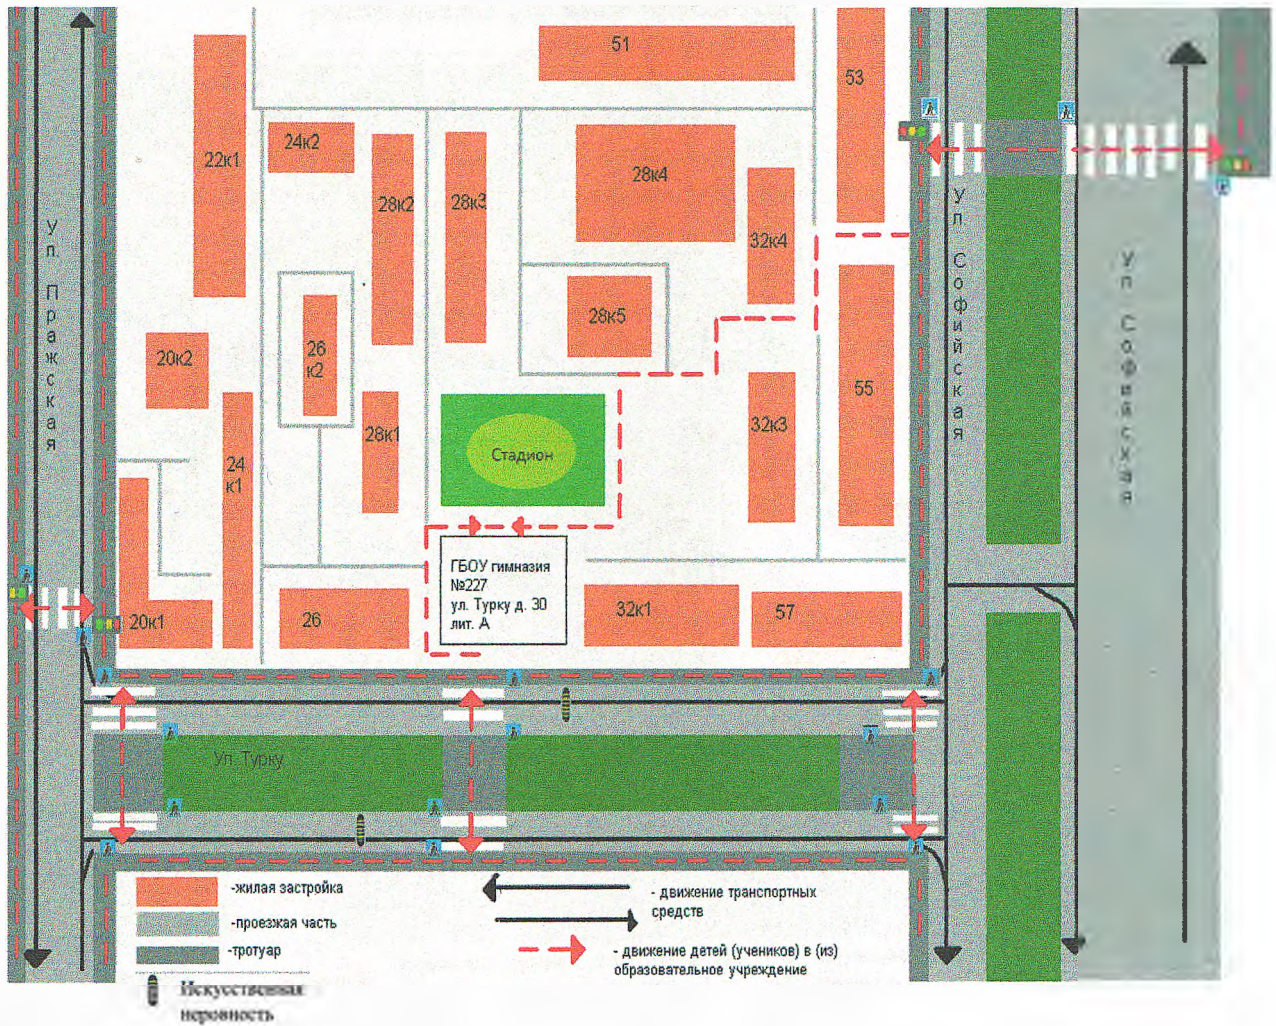 51
53
24к2
22к1
28к2
28к3
28к4
32к4
28к5
20к2
26
к2
55
28к1
32к3
24
к1
Стадион
Ул Пражская
Ул Софийская
Ул Софийская
ГБОУ гимназия
№227
ул. Турку д. 30
лит. А
20к1
26
32к1
57
Ул Турку
-жилая застройка
-проезжая часть
-тротуар
Искусственная
неровность
- движение транспортных
средств
- движение детей (учеников) в (из)
образовательное учреждение